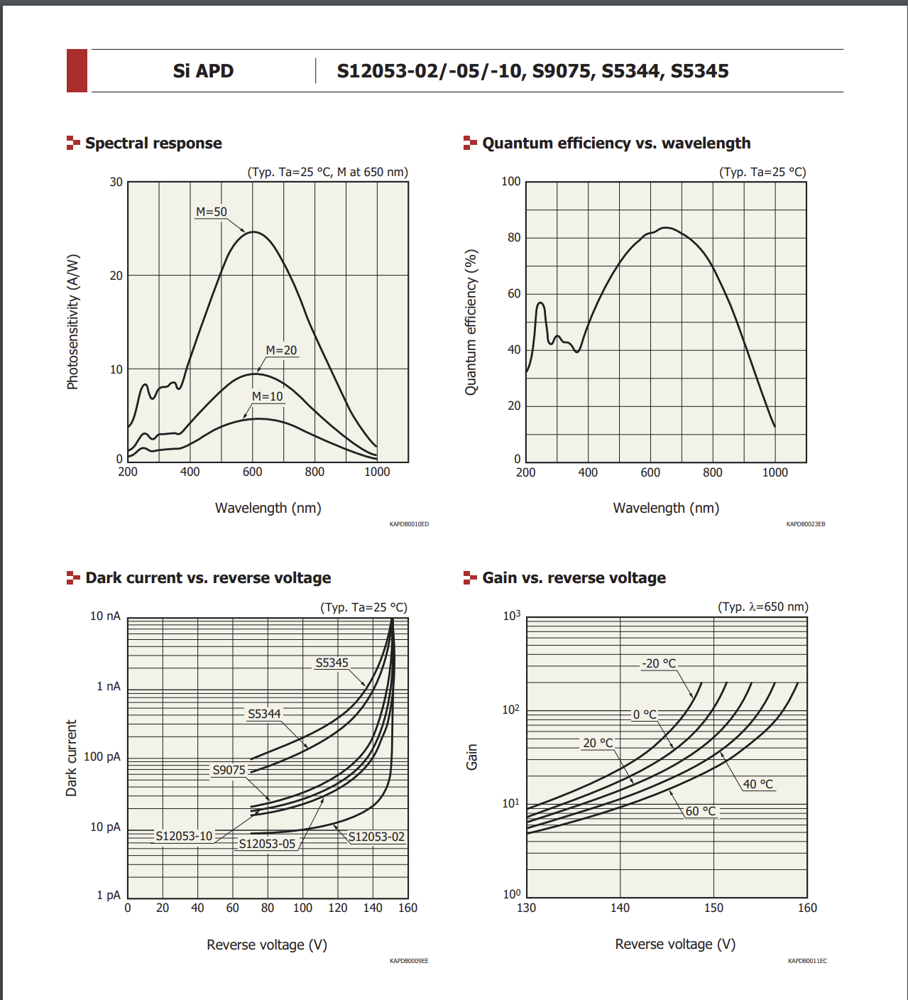 Si APD
S12053-02/-05/-10, S9075, S5344, S5345
Spectral response
(Typ. Ta=25 °C, M at 650 nm)
30
20
10
0
Photosensitivity (A/W)
M=50
M=20
M=10
200 400 600 800 1000
Wavelength (nm)
KAPDB0010ED
Quantum efficiency vs. wavelength
(Typ. Ta=25 °C)
100
80
60
40
20
0
Quantum efficiency (%)
200 400 600 800 1000
Wavelength (nm)
KAPDB0023EB
Dark current vs. reverse voltage
(Typ. Ta=25 °C)
10 nA
1 nA
100 pA
10 pA
1 pA
Dark current
S5345
S5344
S9075
S12053-10
S12053-05
S12053-02
0 20 40 60 80 100 120 140 160
Reverse voltage (V)
KAPDB0009EE
Gain vs. reverse voltage
(Typ. λ=650 nm)
10³
10²
10¹
10⁰
Gain
-20 °C
0 °C
20 °C
40 °C
60 °C
130 140 150 160
Reverse voltage (V)
KAPDB0011EC